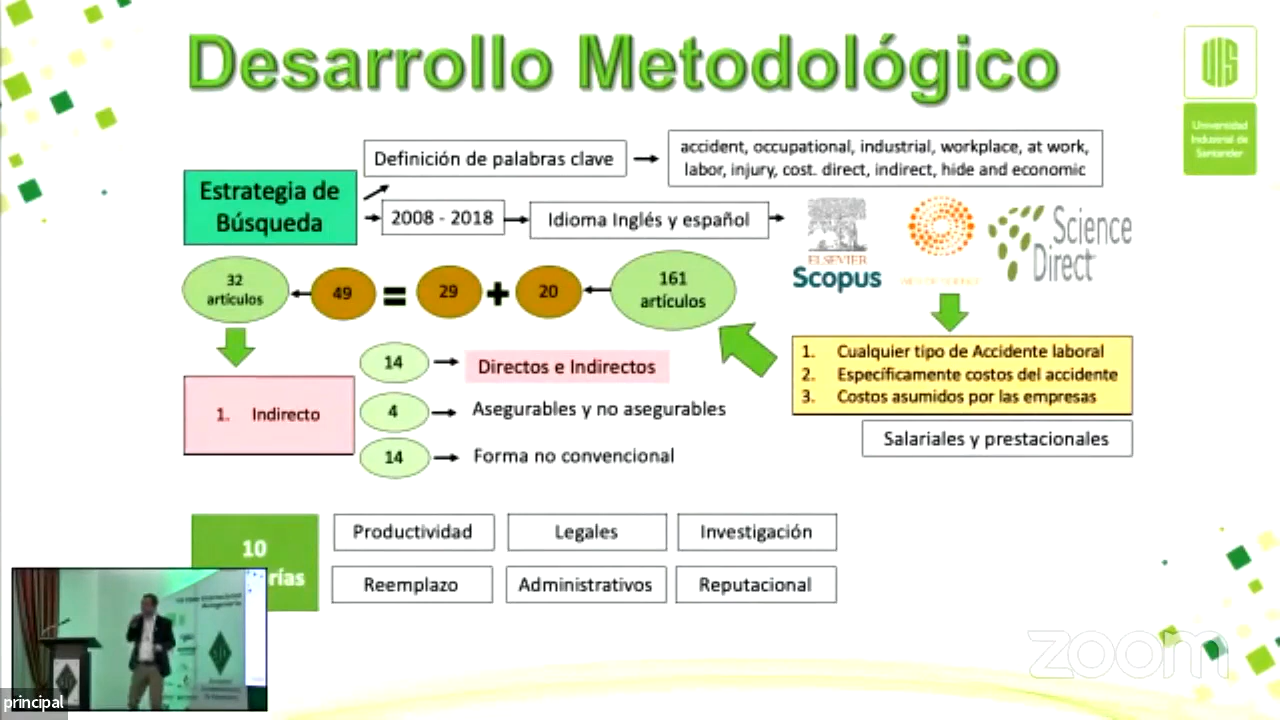 Desarrollo Metodológico
UIS
Universidad
Industrial de
Santander
Estrategia de
Búsqueda
Definición de palabras clave
accident, occupational, industrial, workplace, at work,
labor, injury, cost. direct, indirect, hide and economic
2008 - 2018
Idioma Inglés y español
ELSEVIER
Scopus
Science
Direct
32
artículos
49
=
29
+
20
161
artículos
1. Cualquier tipo de Accidente laboral
2. Específicamente costos del accidente
3. Costos asumidos por las empresas
Salariales y prestacionales
1. Indirecto
14
Directos e Indirectos
4
Asegurables y no asegurables
14
Forma no convencional
10
rías
Productividad
Legales
Investigación
Reemplazo
Administrativos
Reputacional
principal
zoom